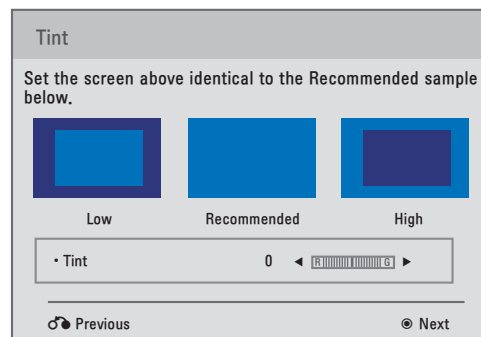 Tint
Set the screen above identical to the Recommended sample
below.
Low Recommended High
• Tint 0 ◄ R G ►
Previous ◉ Next